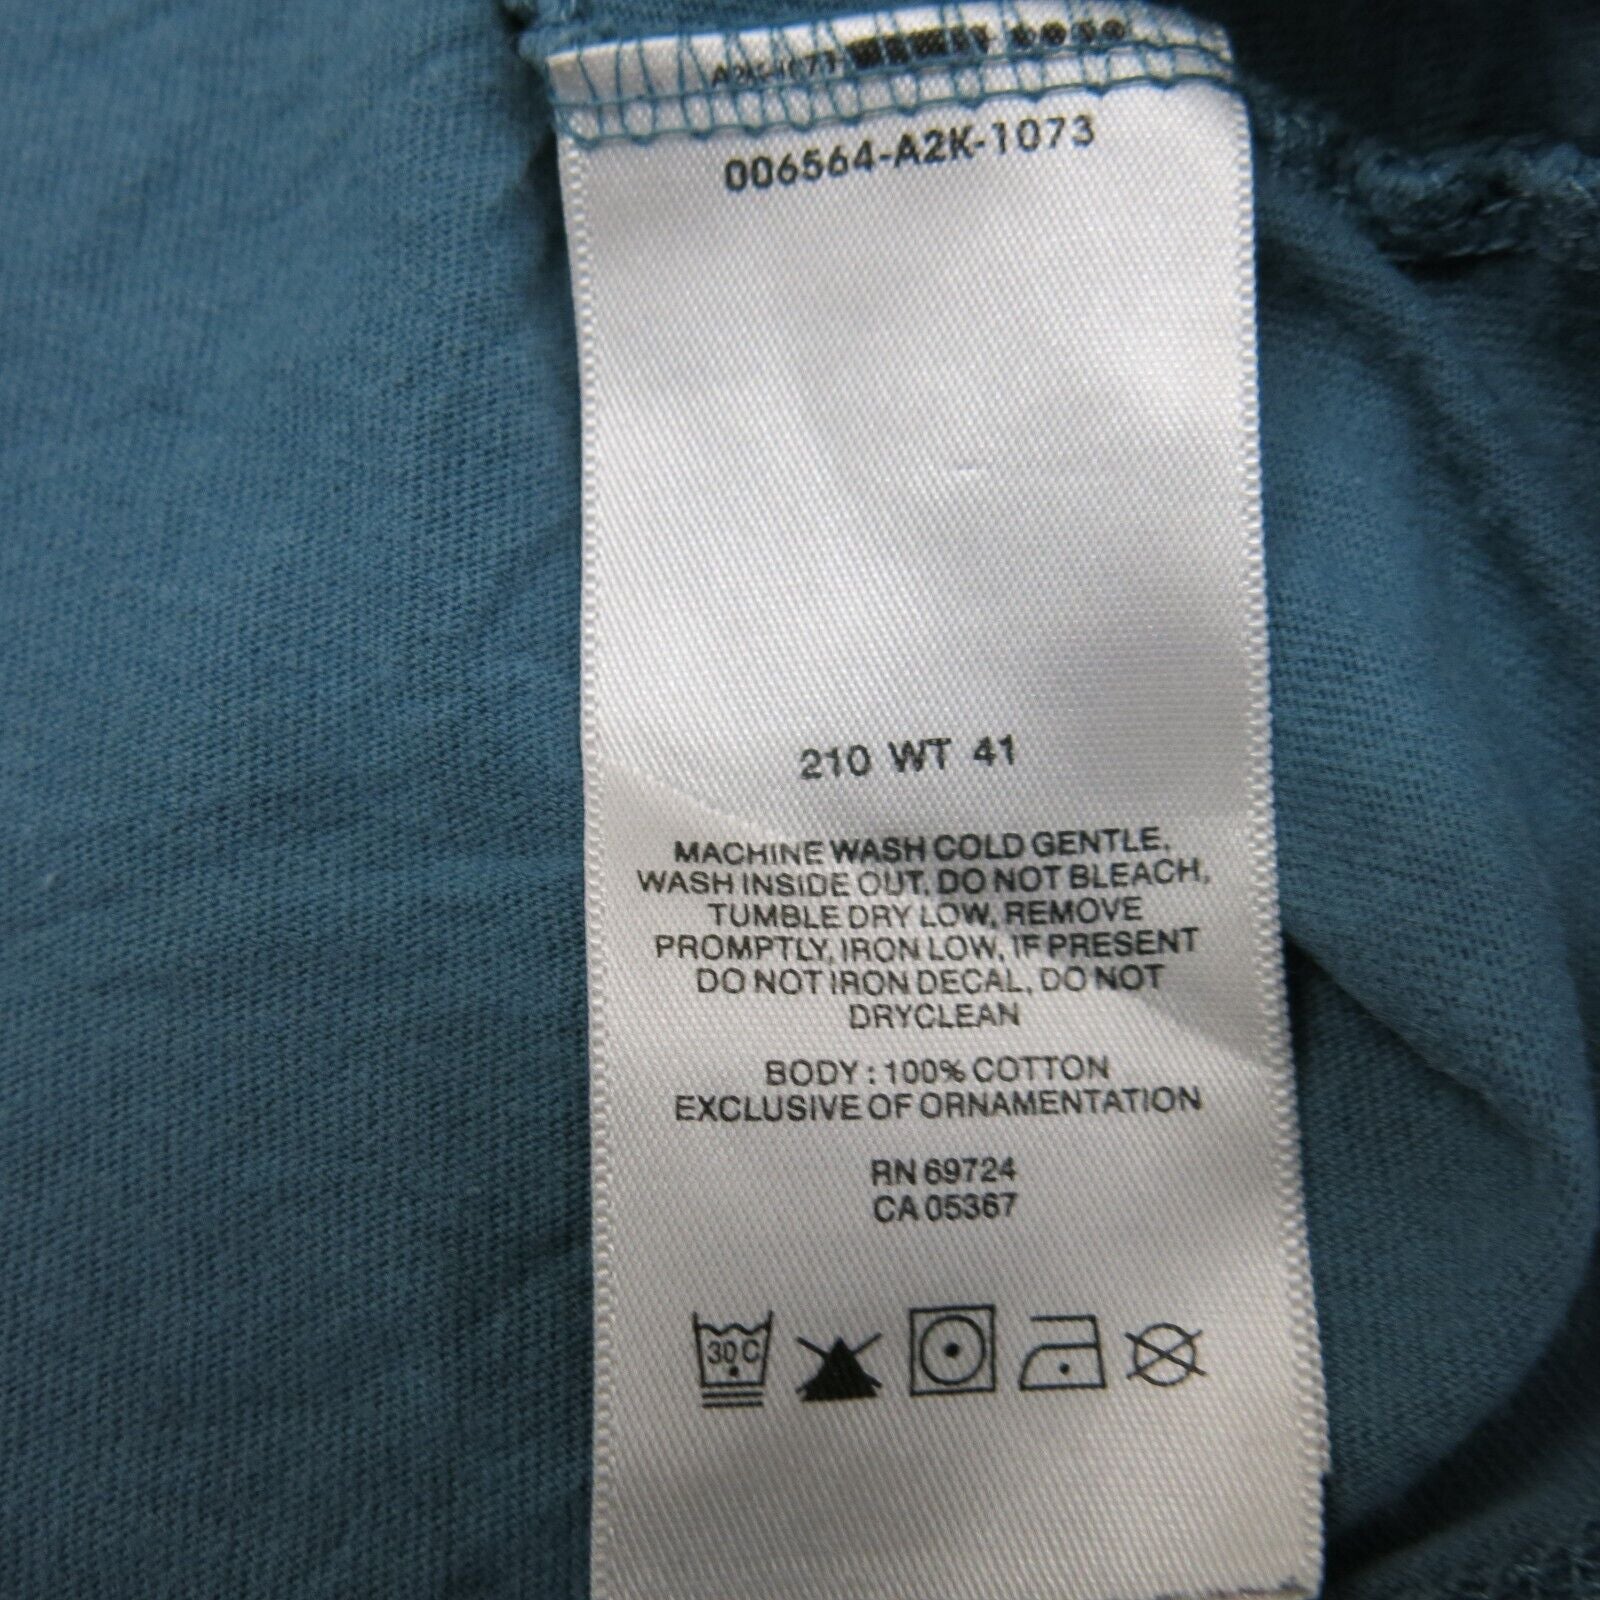 006564-A2K-1073
210 WT 41
MACHINE WASH COLD GENTLE,
WASH INSIDE OUT, DO NOT BLEACH,
TUMBLE DRY LOW, REMOVE
PROMPTLY, IRON LOW, IF PRESENT
DO NOT IRON DECAL, DO NOT
DRYCLEAN
BODY : 100% COTTON
EXCLUSIVE OF ORNAMENTATION
RN 69724
CA 05367
30 C